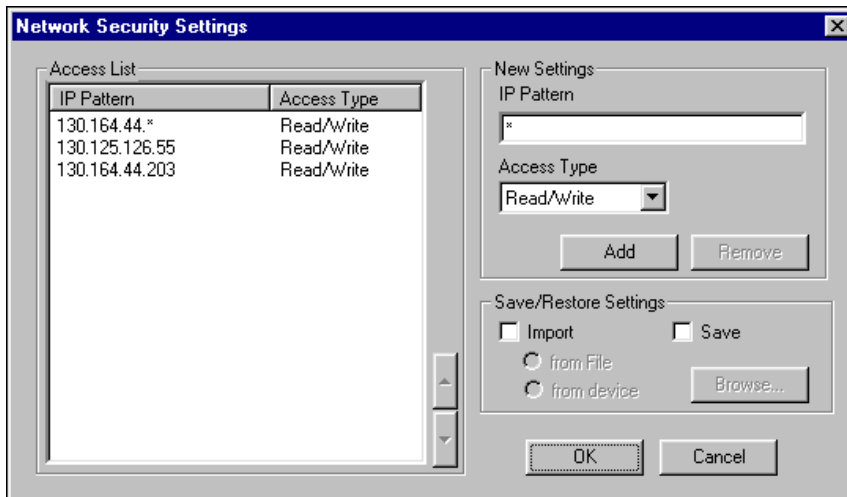 Network Security Settings
Access List
IP Pattern Access Type
130.164.44.* Read/Write
130.125.126.55 Read/Write
130.164.44.203 Read/Write
New Settings
IP Pattern
*
Access Type
Read/Write
Add Remove
Save/Restore Settings
Import Save
from File
from device
Browse...
OK Cancel